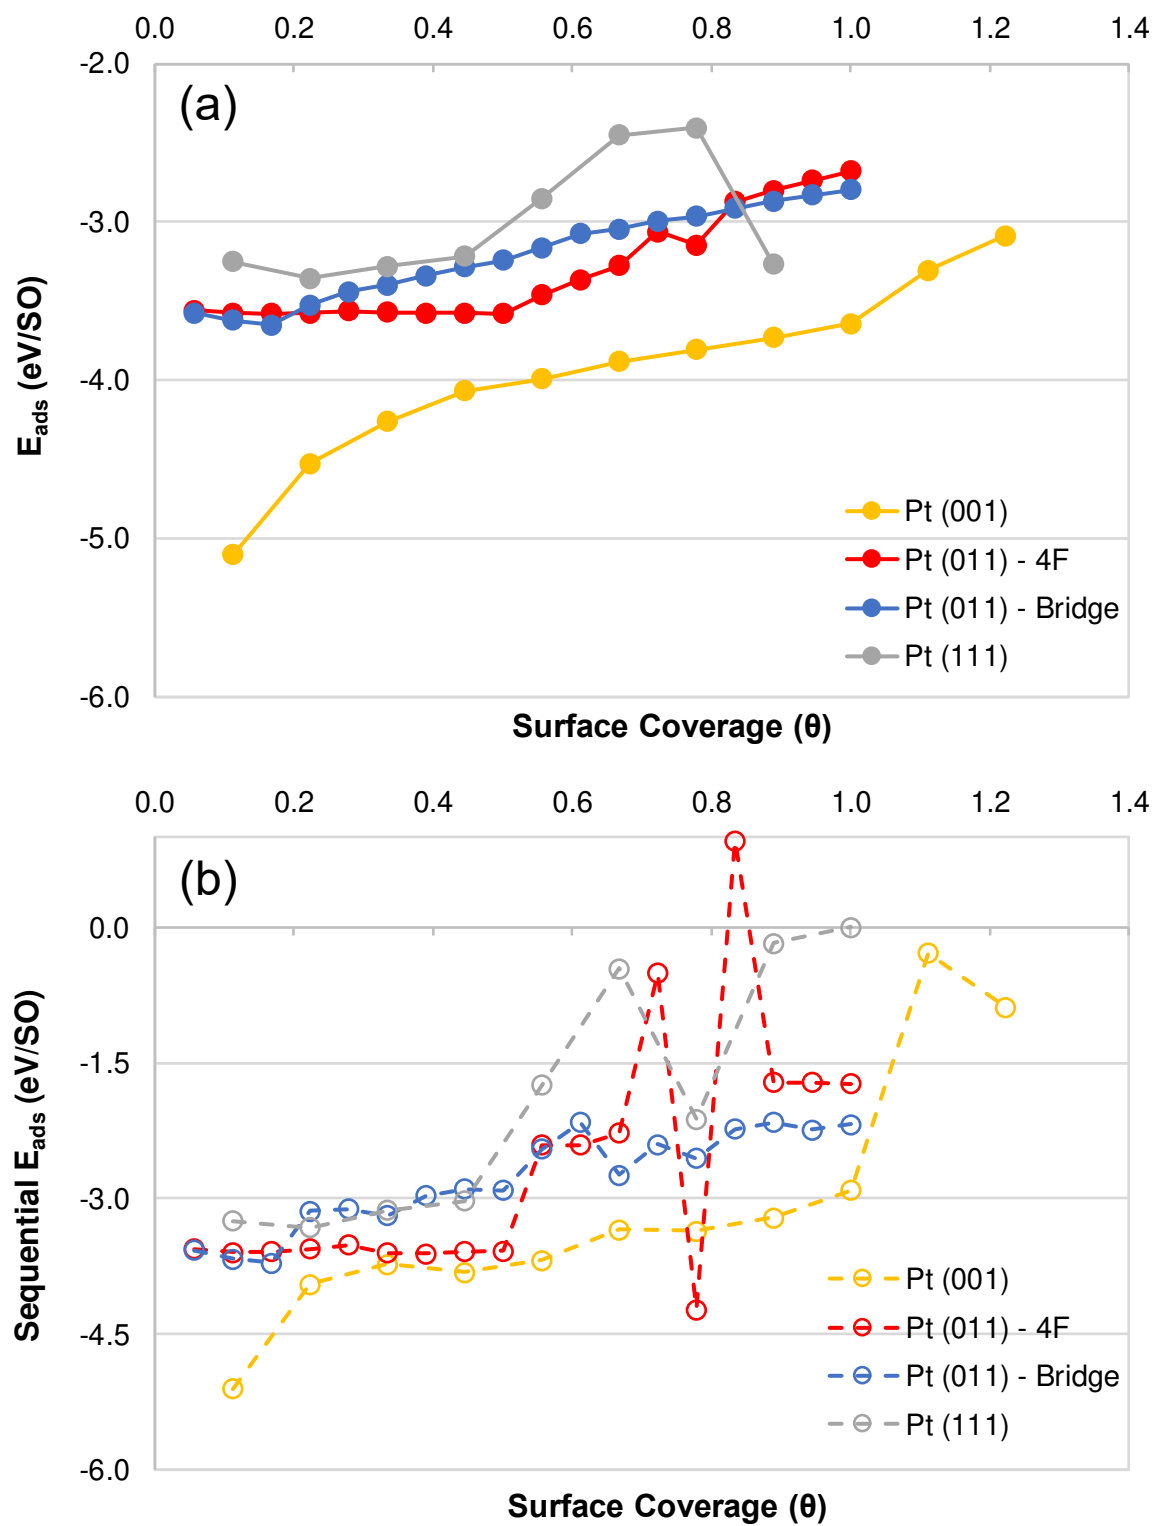 0.0 0.2 0.4 0.6 0.8 1.0 1.2 1.4
-2.0
(a)
-3.0
-4.0
-5.0
-6.0
E_ads (eV/SO)
Pt (001)
Pt (011) - 4F
Pt (011) - Bridge
Pt (111)
Surface Coverage (θ)
0.0 0.2 0.4 0.6 0.8 1.0 1.2 1.4
(b)
0.0
-1.5
-3.0
-4.5
-6.0
Sequential E_ads (eV/SO)
Pt (001)
Pt (011) - 4F
Pt (011) - Bridge
Pt (111)
Surface Coverage (θ)